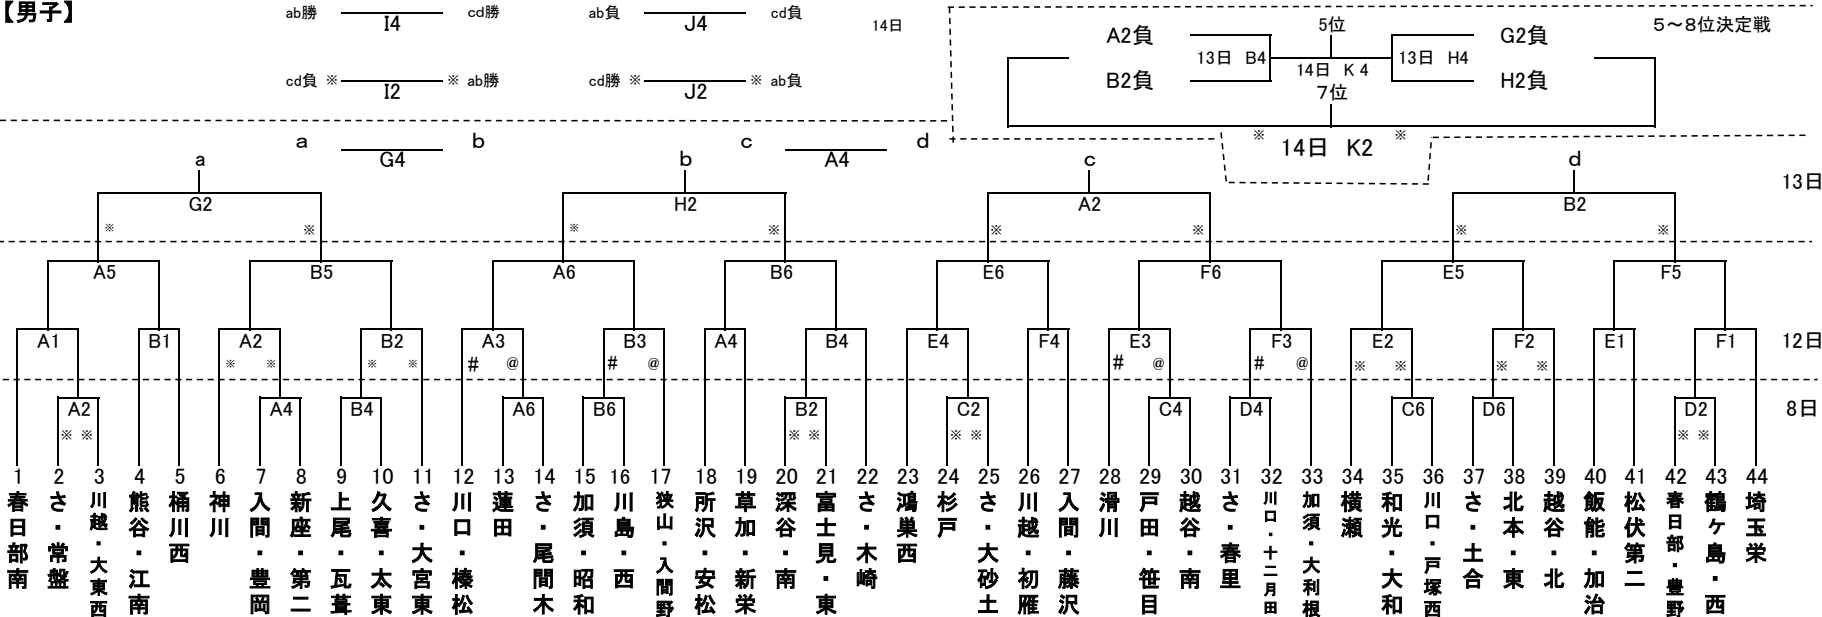 【男子】
ab勝 I4 cd勝 ab負 J4 cd負 14日 5位 5～8位決定戦
A2負 13日 B4 14日 K 4 13日 H4 G2負
cd負 ※ I2 ※ ab勝 cd勝 ※ J2 ※ ab負 B2負 7位 H2負
※ 14日 K2 ※
a G4 b c A4 d
a b c d
G2 H2 A2 B2 13日
※ ※ ※ ※ ※ ※ ※ ※
A5 B5 A6 B6 E6 F6 E5 F5
A1 B1 A2 B2 A3 B3 A4 B4 E4 F4 E3 F3 E2 F2 E1 F1 12日
※ ※ ※ ※ # @ # @ # @ # @ ※ ※ ※ ※
A2 A4 B4 A6 B6 B2 C2 C4 D4 C6 D6 D2 8日
※ ※ ※ ※ ※ ※ ※ ※
1 2 3 4 5 6 7 8 9 10 11 12 13 14 15 16 17 18 19 20 21 22 23 24 25 26 27 28 29 30 31 32 33 34 35 36 37 38 39 40 41 42 43 44
春日部南
さ・常盤
川越・大東西
熊谷・江南
桶川西
神川
入間・豊岡
新座・第二
上尾・瓦葺
久喜・太東
さ・大宮東
川口・榛松
蓮田
さ・尾間木
加須・昭和
川島・西
狭山・入間野
所沢・安松
草加・新栄
深谷・南
富士見・東
さ・木崎
鴻巣西
杉戸
さ・大砂土
川越・初雁
入間・藤沢
滑川
戸田・笹目
越谷・南
さ・春里
川口・十二月田
加須・大利根
横瀬
和光・大和
川口・戸塚西
さ・土合
北本・東
越谷・北
飯能・加治
松伏第二
春日部・豊野
鶴ヶ島・西
埼玉栄